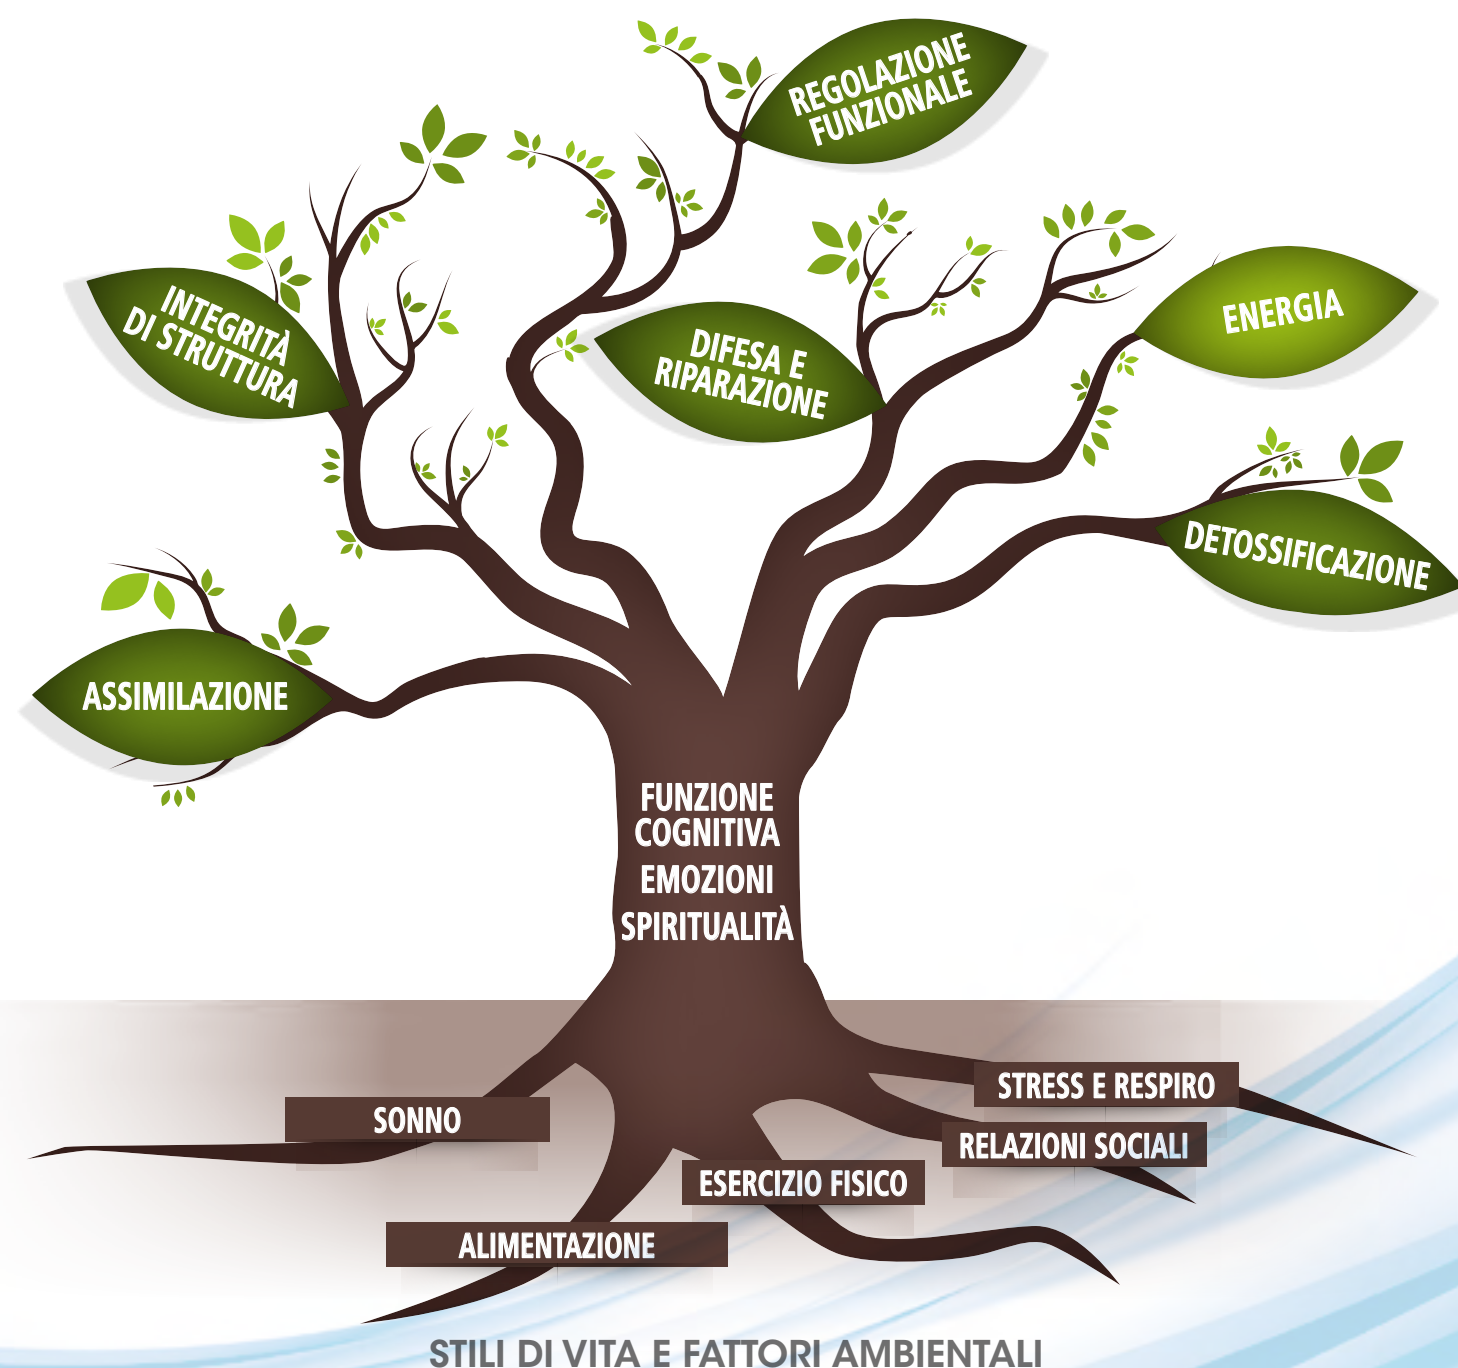 REGOLAZIONE
FUNZIONALE
INTEGRITÀ
DI STRUTTURA
DIFESA E
RIPARAZIONE
ENERGIA
DETOSSIFICAZIONE
ASSIMILAZIONE
FUNZIONE
COGNITIVA
EMOZIONI
SPIRITUALITÀ
STRESS E RESPIRO
SONNO
RELAZIONI SOCIALI
ESERCIZIO FISICO
ALIMENTAZIONE
STILI DI VITA E FATTORI AMBIENTALI